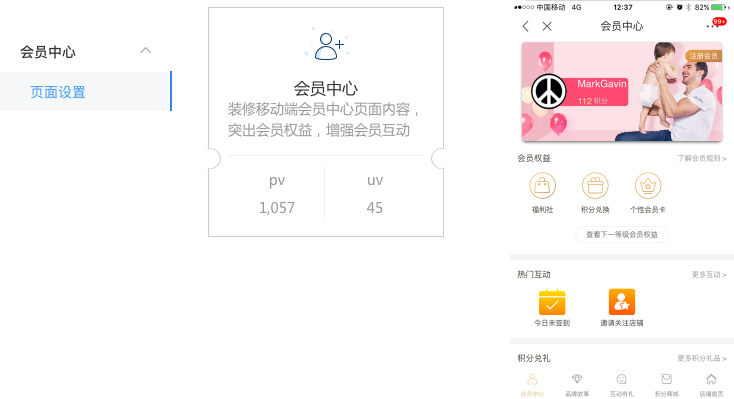 会员中心
页面设置
会员中心
装修移动端会员中心页面内容，
突出会员权益，增强会员互动
pv
uv
1,057
45
中国移动 4G 12:37 82%
会员中心
99+
注册会员
MarkGavin
112 积分
会员权益
了解会员规则 >
福利社
积分兑换
个性会员卡
查看下一等级会员权益
热门互动
更多互动 >
今日未签到
邀请关注店铺
积分兑礼
更多积分礼品 >
会员中心
品牌故事
互动有礼
积分商城
店铺首页